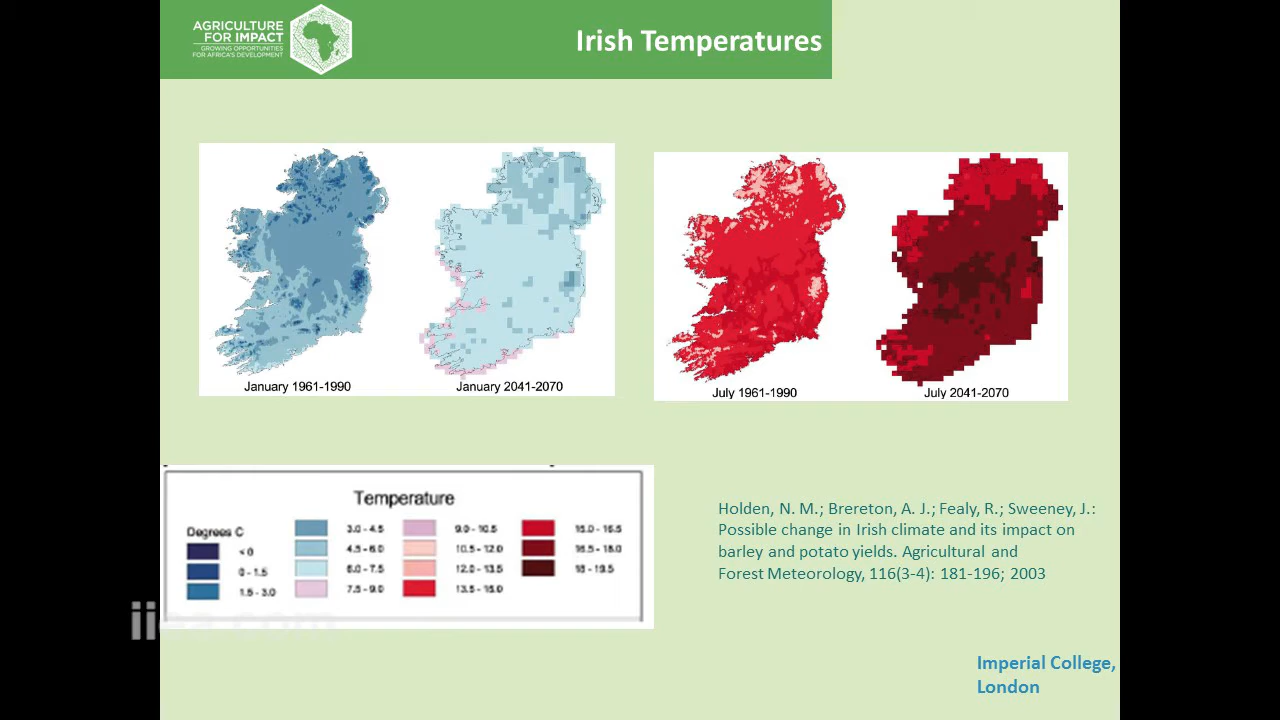 AGRICULTURE
FOR IMPACT
GROWING OPPORTUNITIES
FOR AFRICA'S DEVELOPMENT
Irish Temperatures
January 1961-1990
January 2041-2070
July 1961-1990
July 2041-2070
Temperature
Degrees C
< 0
0 - 1.5
1.5 - 3.0
3.0 - 4.5
4.5 - 6.0
6.0 - 7.5
7.5 - 9.0
9.0 - 10.5
10.5 - 12.0
12.0 - 13.5
13.5 - 15.0
15.0 - 16.5
16.5 - 18.0
18 - 19.5
Holden, N. M.; Brereton, A. J.; Fealy, R.; Sweeney, J.:
Possible change in Irish climate and its impact on
barley and potato yields. Agricultural and
Forest Meteorology, 116(3-4): 181-196; 2003
iiea.com
Imperial College,
London